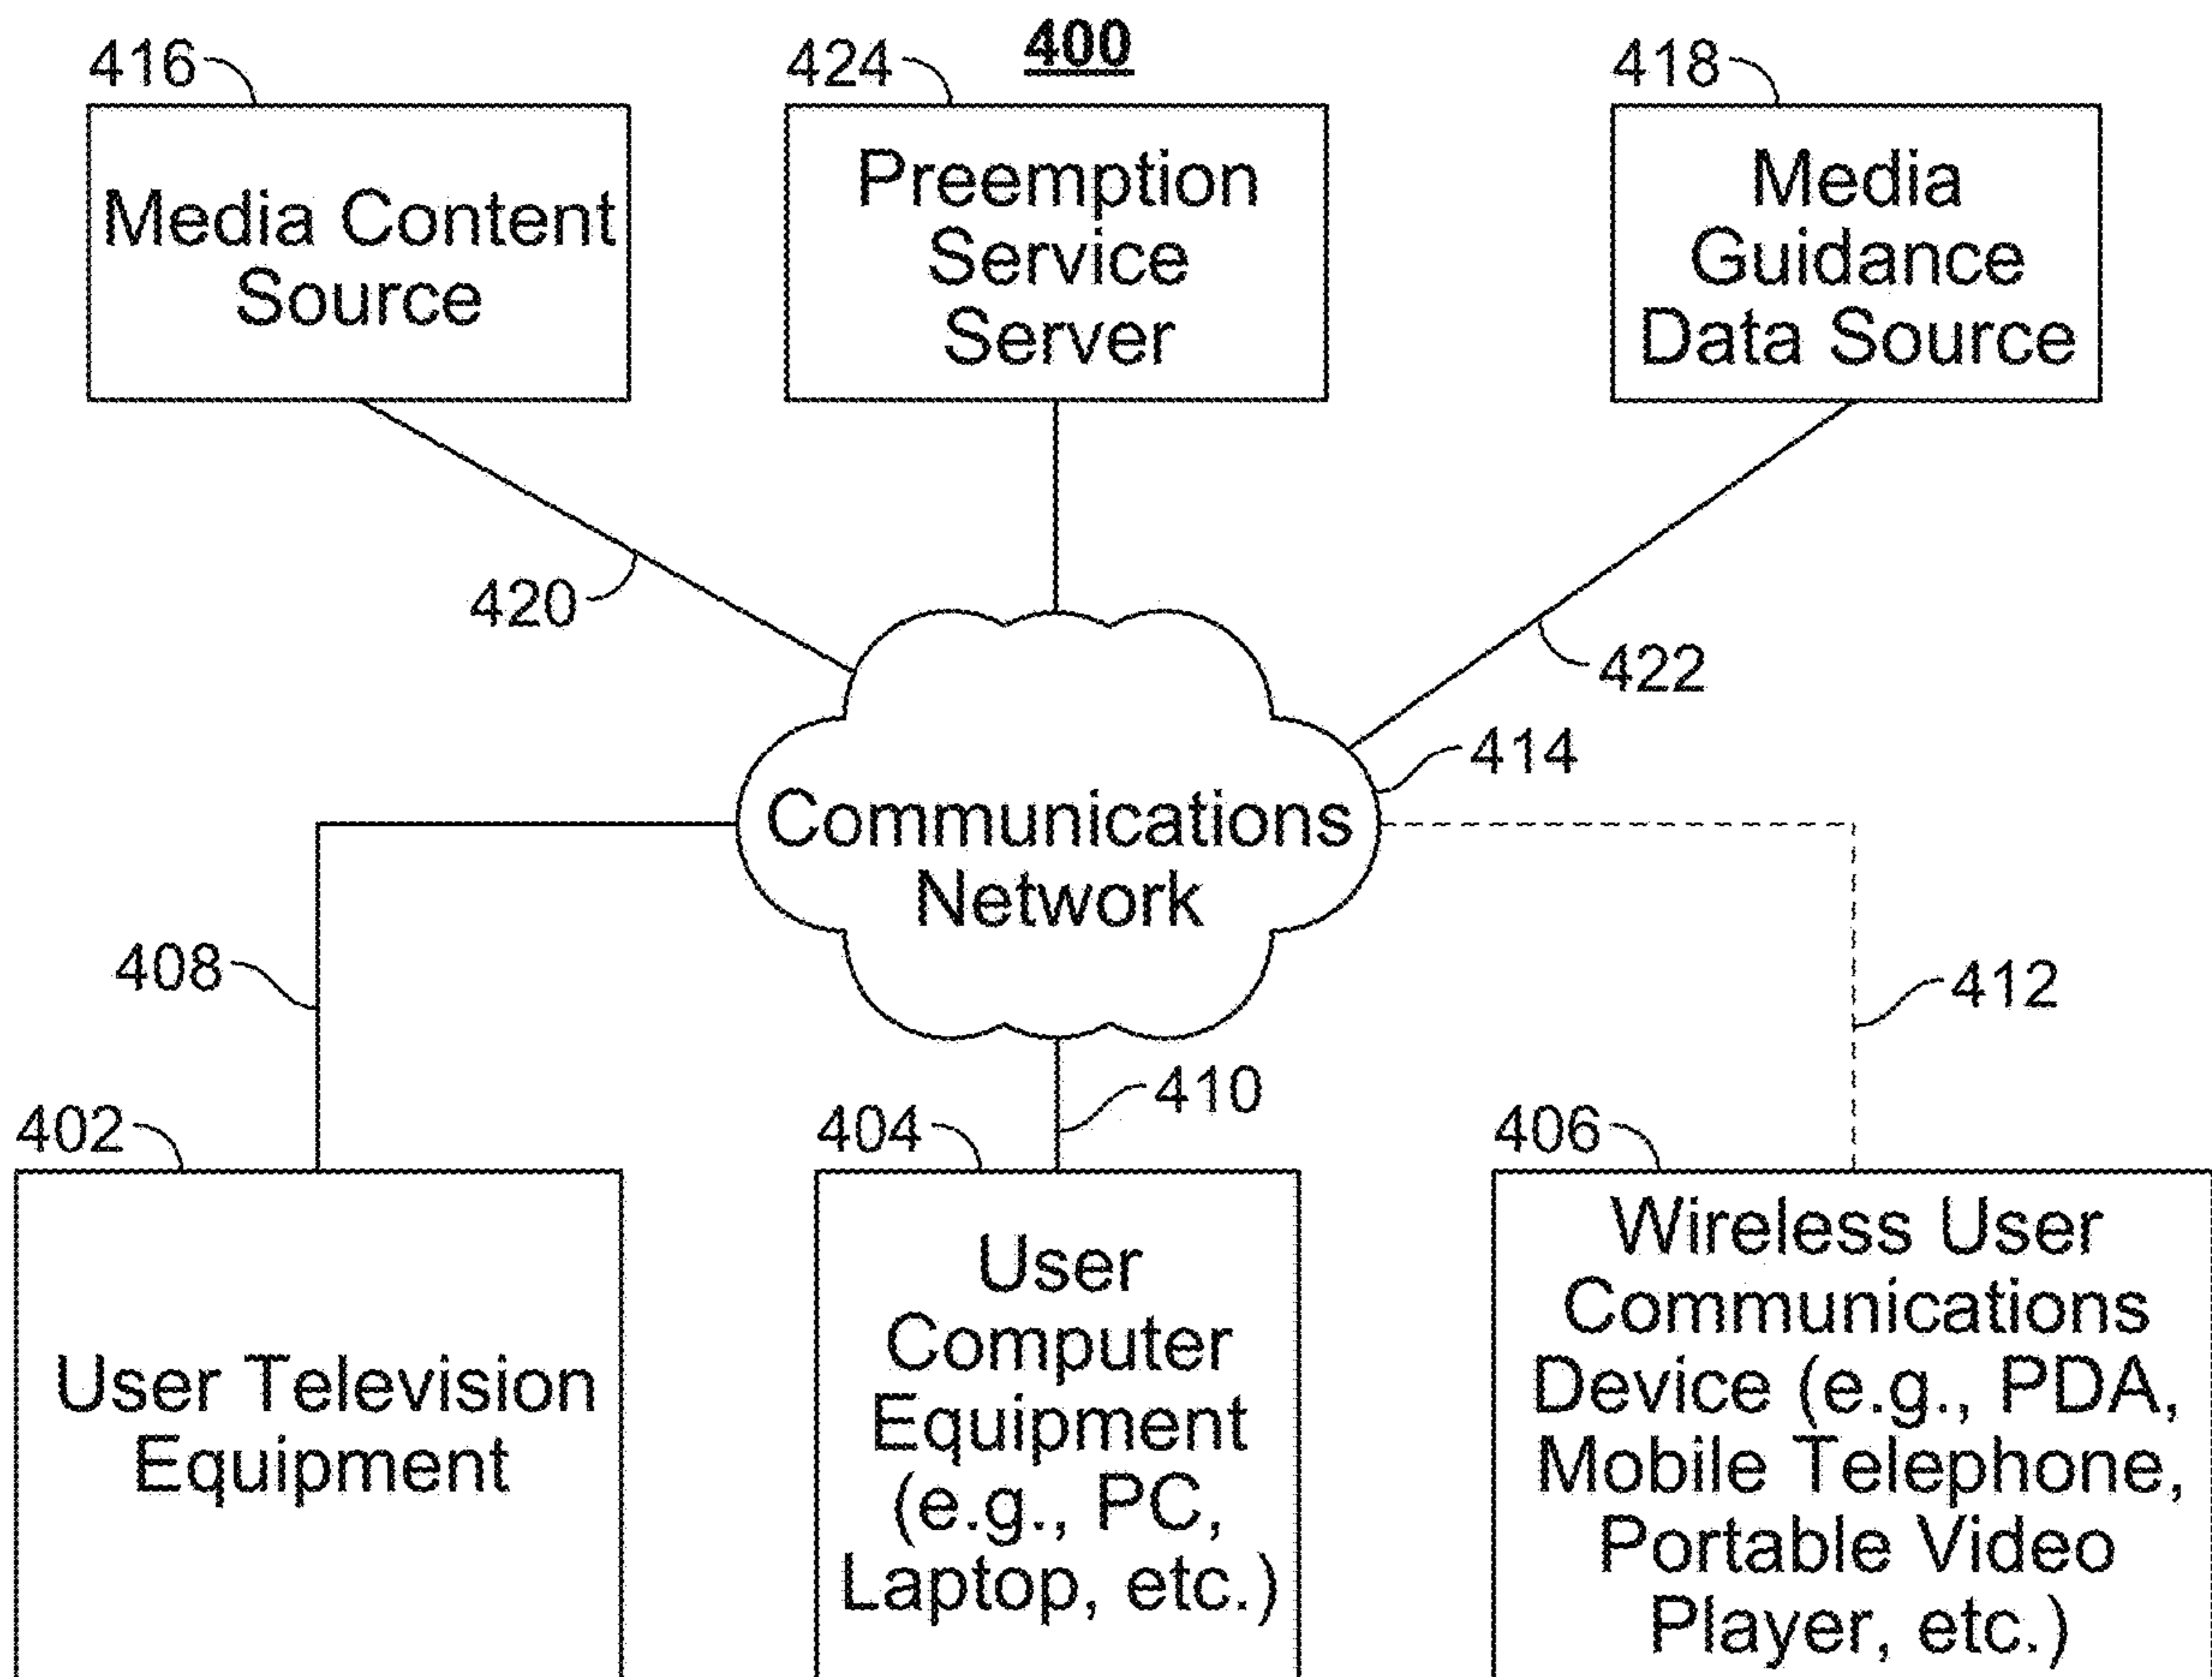 400
416
424
418
Media Content
Source
Preemption
Service
Server
Media
Guidance
Data Source
420
422
414
Communications
Network
408
412
410
402
404
406
User Television
Equipment
User
Computer
Equipment
(e.g., PC,
Laptop, etc.)
Wireless User
Communications
Device (e.g., PDA,
Mobile Telephone,
Portable Video
Player, etc.)